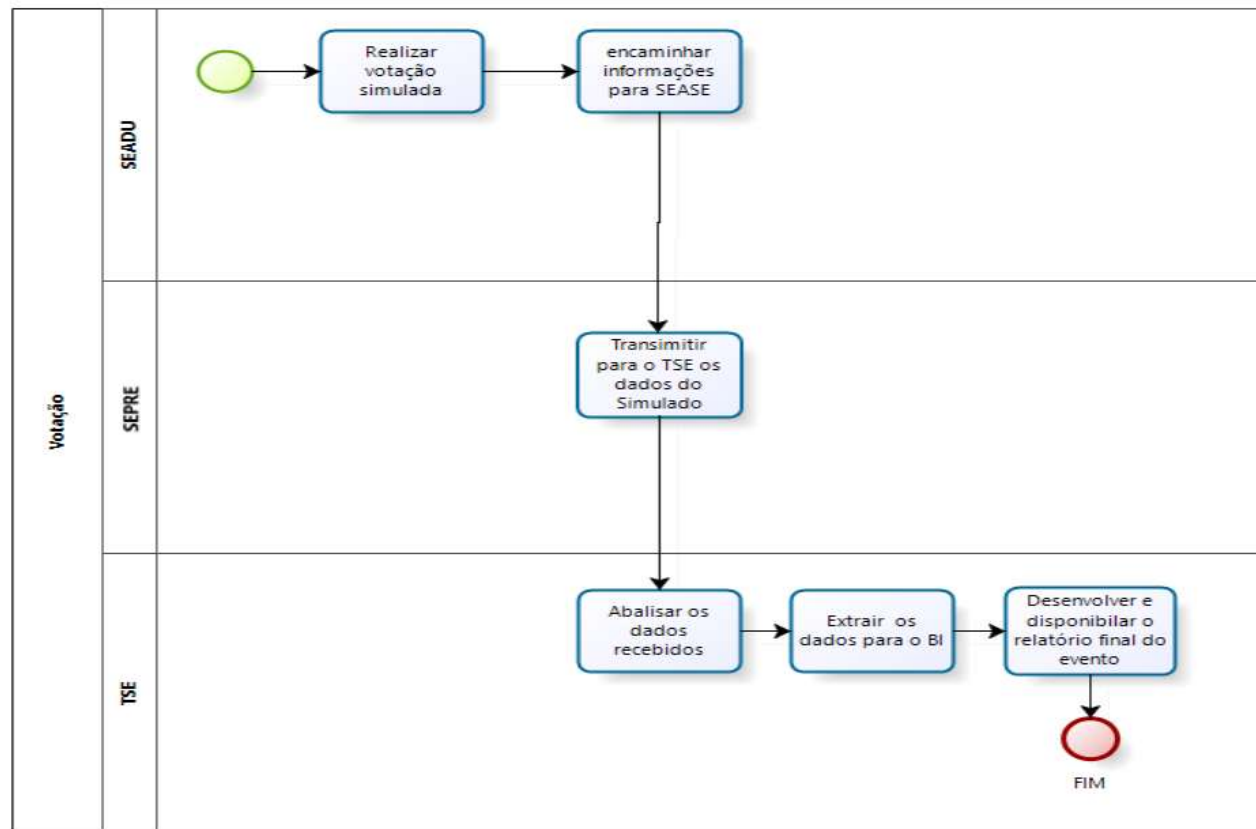 Votação
SEADU
Realizar
votação
simulada
encaminhar
informações
para SEASE
SEPRE
Transimitir
para o TSE os
dados do
Simulado
TSE
Abalisar os
dados
recebidos
Extrair os
dados para o BI
Desenvolver e
disponibilar o
relatório final do
evento
FIM